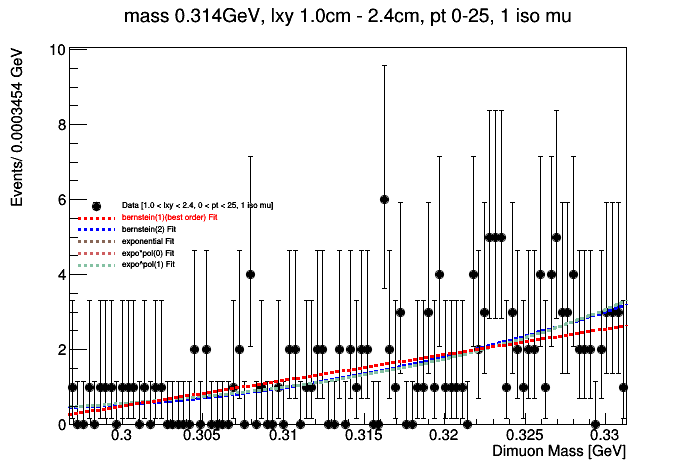 mass 0.314GeV, lxy 1.0cm - 2.4cm, pt 0-25, 1 iso mu
Events/ 0.0003454 GeV
10
8
6
4
2
0
Data [1.0 < lxy < 2.4, 0 < pt < 25, 1 iso mu]
bernstein(1)(best order) Fit
bernstein(2) Fit
exponential Fit
expo*pol(0) Fit
expo*pol(1) Fit
0.3 0.305 0.31 0.315 0.32 0.325 0.33
Dimuon Mass [GeV]